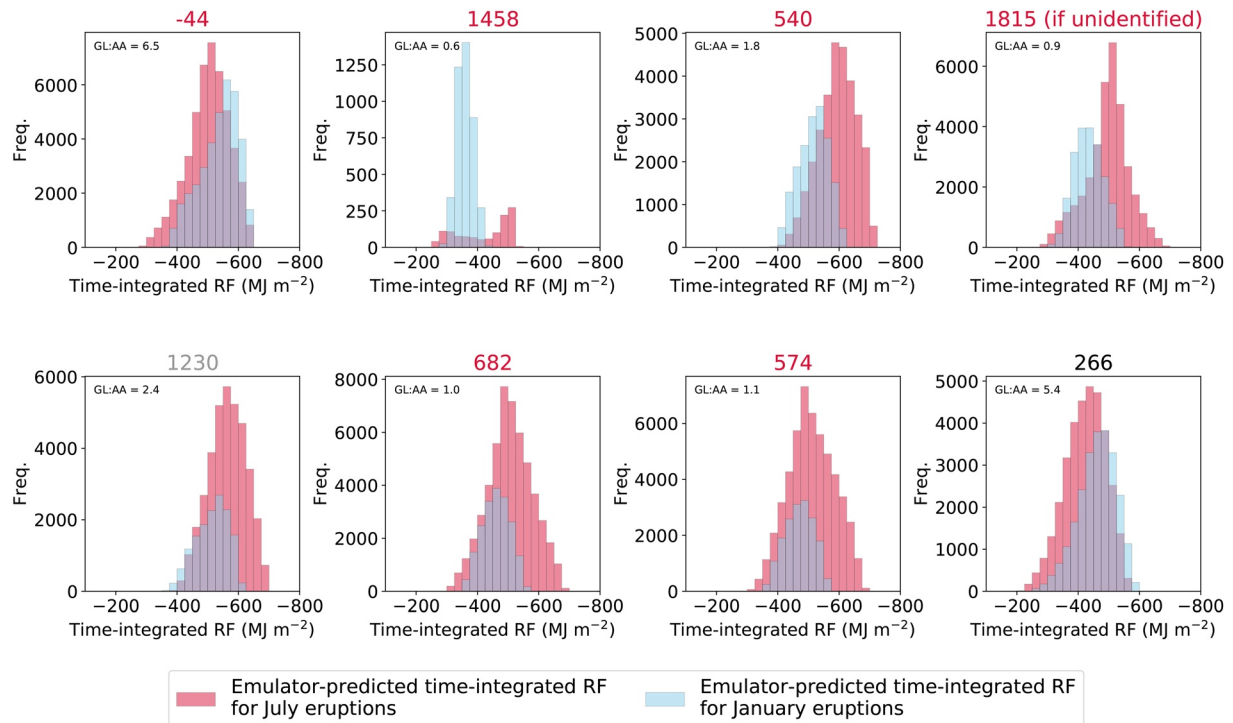 -44
GL:AA = 6.5
Freq.
6000
4000
2000
0
−200 −400 −600 −800
Time-integrated RF (MJ m⁻²)
1458
GL:AA = 0.6
Freq.
1250
1000
750
500
250
0
−200 −400 −600 −800
Time-integrated RF (MJ m⁻²)
540
GL:AA = 1.8
Freq.
5000
4000
3000
2000
1000
0
−200 −400 −600 −800
Time-integrated RF (MJ m⁻²)
1815 (if unidentified)
GL:AA = 0.9
Freq.
6000
4000
2000
0
−200 −400 −600 −800
Time-integrated RF (MJ m⁻²)
1230
GL:AA = 2.4
Freq.
6000
4000
2000
0
−200 −400 −600 −800
Time-integrated RF (MJ m⁻²)
682
GL:AA = 1.0
Freq.
8000
6000
4000
2000
0
−200 −400 −600 −800
Time-integrated RF (MJ m⁻²)
574
GL:AA = 1.1
Freq.
6000
4000
2000
0
−200 −400 −600 −800
Time-integrated RF (MJ m⁻²)
266
GL:AA = 5.4
Freq.
5000
4000
3000
2000
1000
0
−200 −400 −600 −800
Time-integrated RF (MJ m⁻²)
Emulator-predicted time-integrated RF
for July eruptions
Emulator-predicted time-integrated RF
for January eruptions